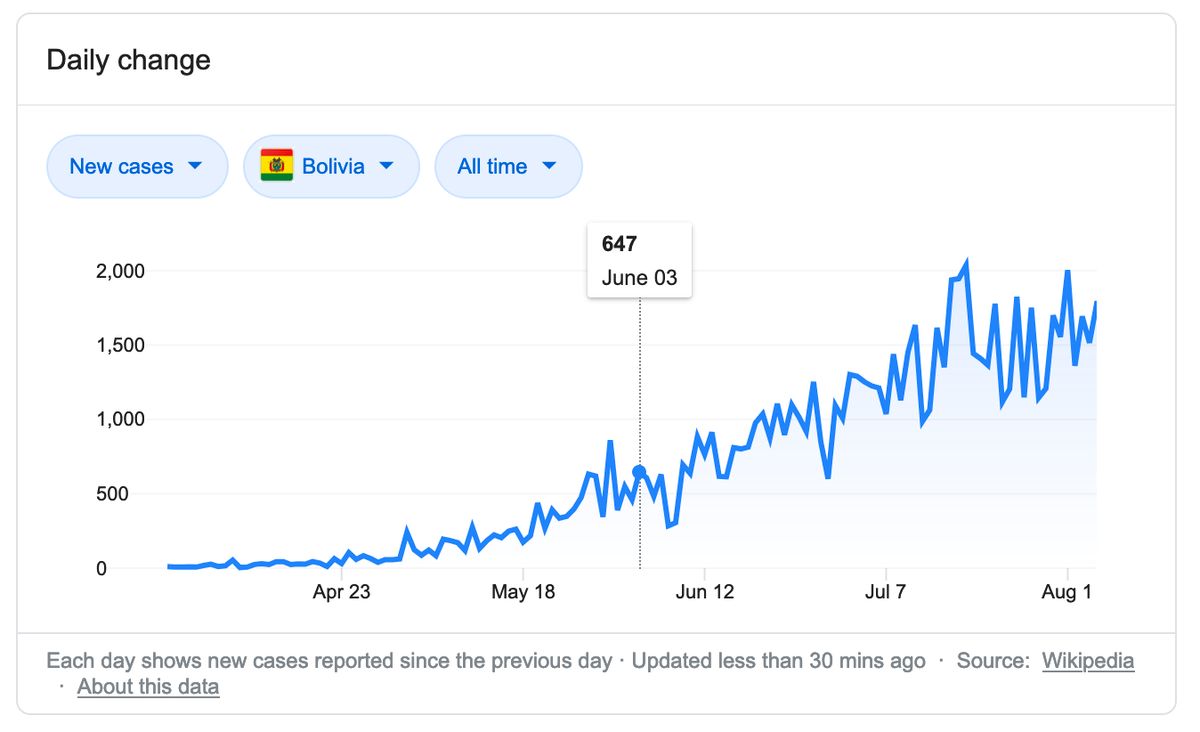 Daily change
New cases
Bolivia
All time
647
June 03
2,000
1,500
1,000
500
0
Apr 23
May 18
Jun 12
Jul 7
Aug 1
Each day shows new cases reported since the previous day · Updated less than 30 mins ago · Source: Wikipedia
· About this data